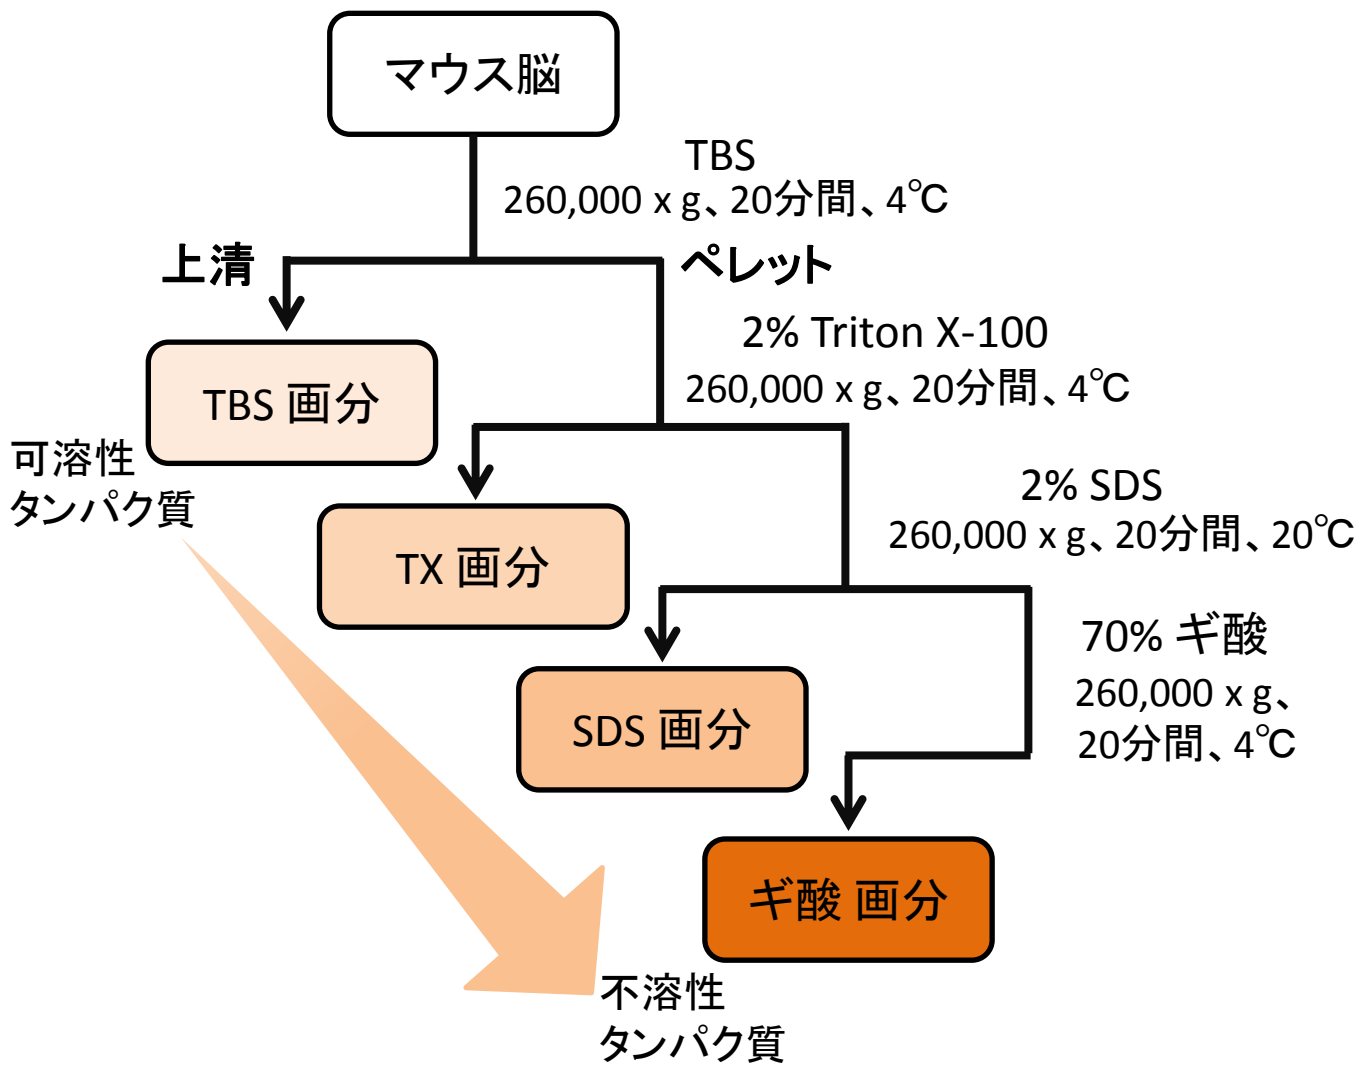 マウス脳
TBS
260,000 x g、20分間、4℃
上清
ペレット
2% Triton X-100
260,000 x g、20分間、4℃
TBS 画分
可溶性
タンパク質
2% SDS
260,000 x g、20分間、20℃
TX 画分
70% ギ酸
260,000 x g、
20分間、4℃
SDS 画分
ギ酸 画分
不溶性
タンパク質